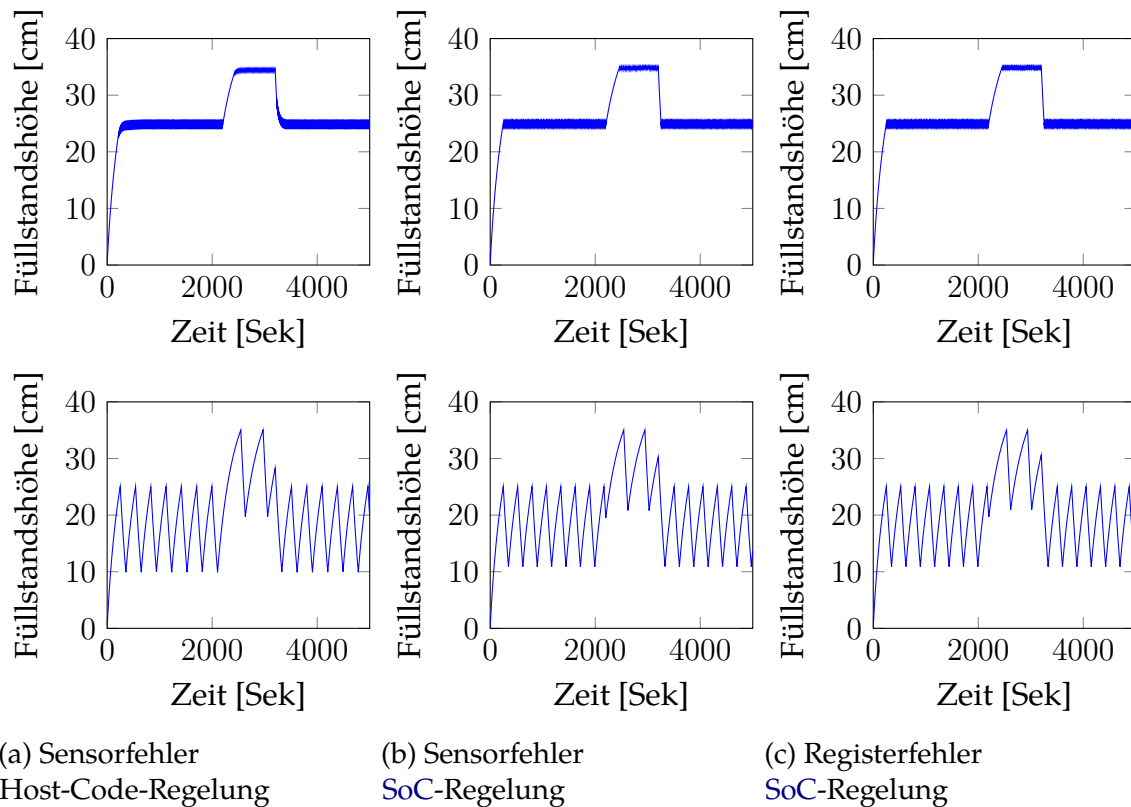 Füllstandshöhe [cm]
40
30
20
10
0
0 2000 4000
Zeit [Sek]
Füllstandshöhe [cm]
40
30
20
10
0
0 2000 4000
Zeit [Sek]
Füllstandshöhe [cm]
40
30
20
10
0
0 2000 4000
Zeit [Sek]
Füllstandshöhe [cm]
40
30
20
10
0
0 2000 4000
Zeit [Sek]
Füllstandshöhe [cm]
40
30
20
10
0
0 2000 4000
Zeit [Sek]
Füllstandshöhe [cm]
40
30
20
10
0
0 2000 4000
Zeit [Sek]
(a) Sensorfehler
Host-Code-Regelung
(b) Sensorfehler
SoC-Regelung
(c) Registerfehler
SoC-Regelung